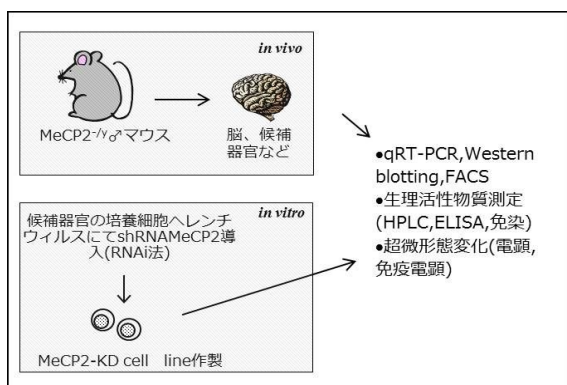 in vivo
MeCP2-/y♂マウス
脳、候補
器官など
in vitro
候補器官の培養細胞へレンチ
ウィルスにてshRNAMeCP2導
入(RNAi法)
MeCP2-KD cell　line作製
●qRT-PCR,Western
blotting,FACS
●生理活性物質測定
(HPLC,ELISA,免染)
●超微形態変化(電顕,
免疫電顕)